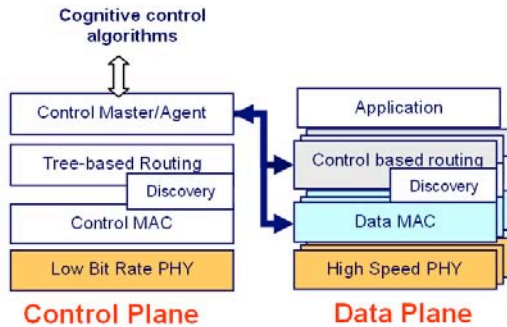 Cognitive control
algorithms
Control Master/Agent
Tree-based Routing
Discovery
Control MAC
Low Bit Rate PHY
Control Plane
Application
Control based routing
Discovery
Data MAC
High Speed PHY
Data Plane